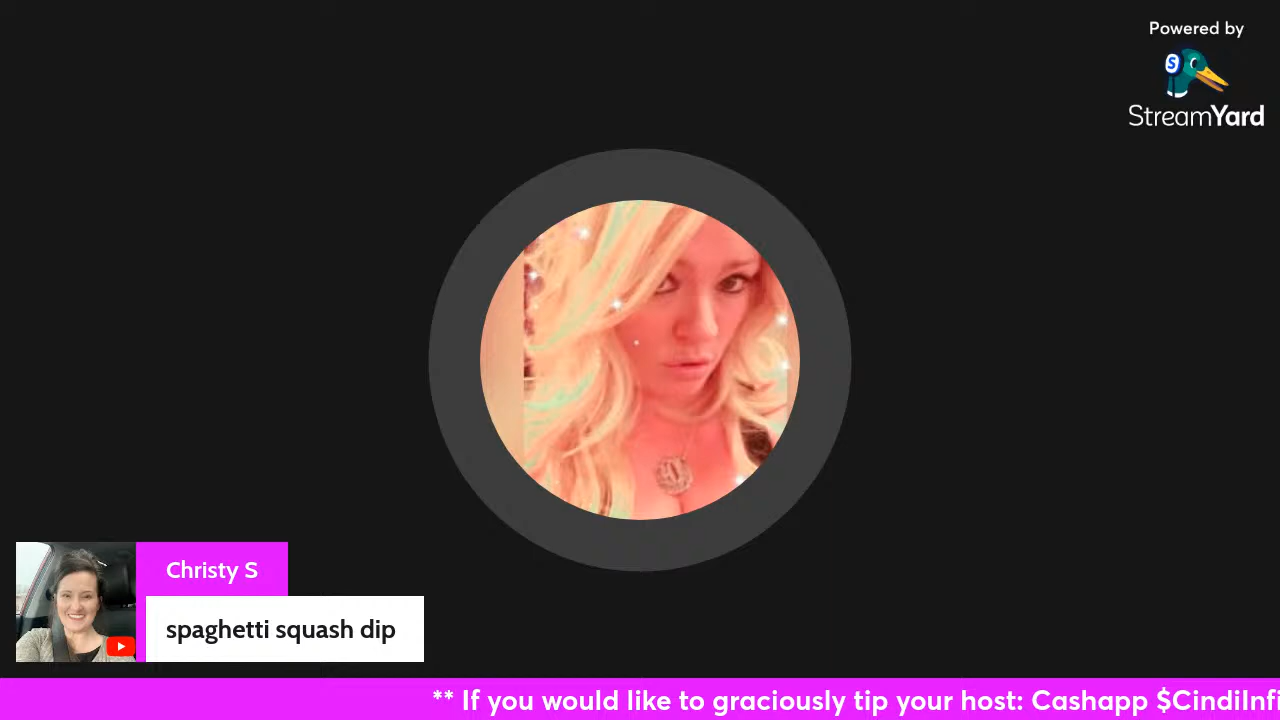 Powered by
StreamYard
Christy S
spaghetti squash dip
** If you would like to graciously tip your host: Cashapp $CindiInfi